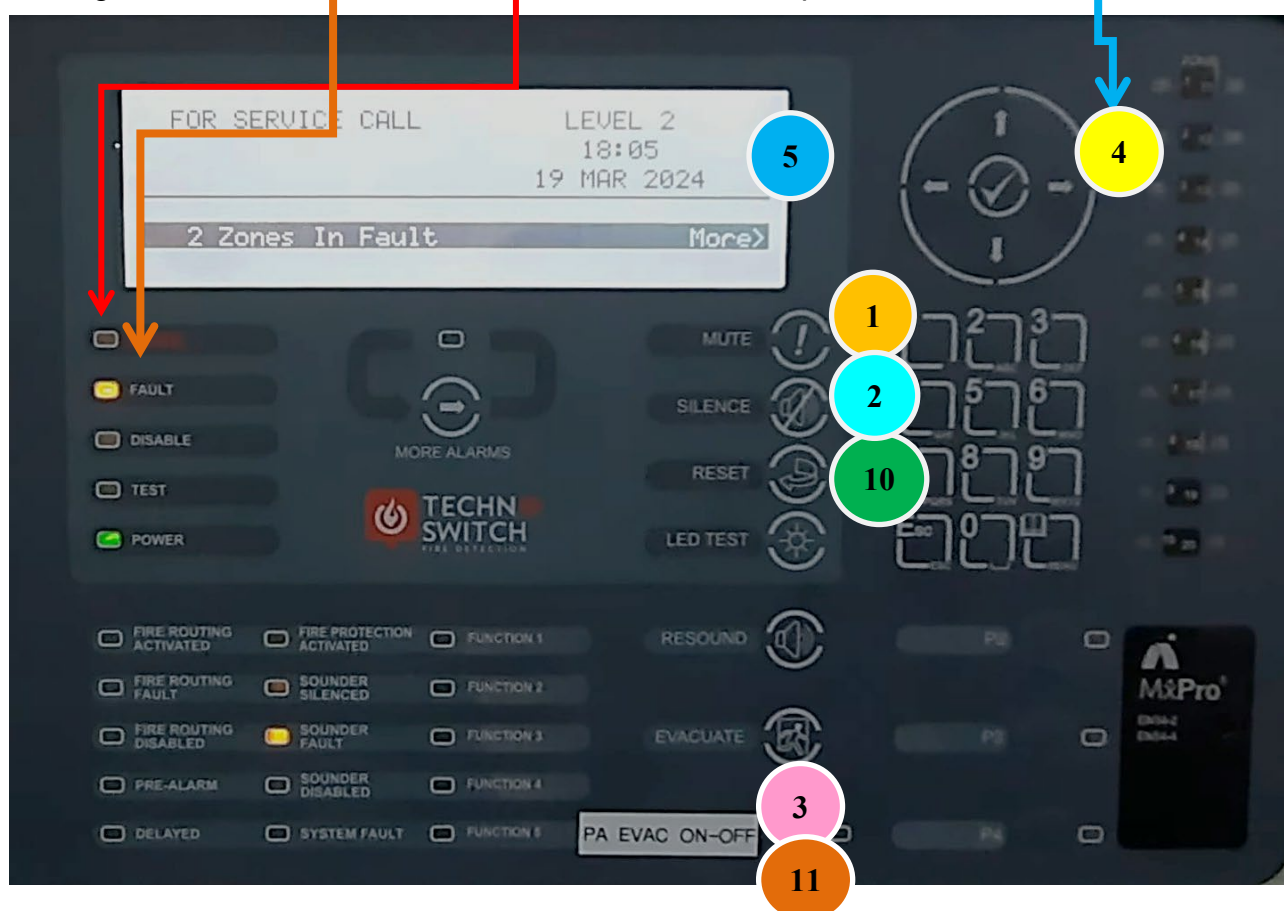 FOR SERVICE CALL LEVEL 2
18:05
19 MAR 2024
2 Zones In Fault More>
5
4
1
2
10
3
11
FAULT
DISABLE
TEST
POWER
MORE ALARMS
TECHNO
SWITCH
FIRE DETECTION
MUTE
SILENCE
RESET
LED TEST
2 3
5 6
8 9
Esc 0
FIRE ROUTING ACTIVATED
FIRE ROUTING FAULT
FIRE ROUTING DISABLED
PRE-ALARM
DELAYED
FIRE PROTECTION ACTIVATED
SOUNDER SILENCED
SOUNDER FAULT
SOUNDER DISABLED
SYSTEM FAULT
FUNCTION 1
FUNCTION 2
FUNCTION 3
FUNCTION 4
FUNCTION 5
RESOUND
EVACUATE
PA EVAC ON-OFF
P2
P3
P4
MxPro
EN54-2
EN54-4